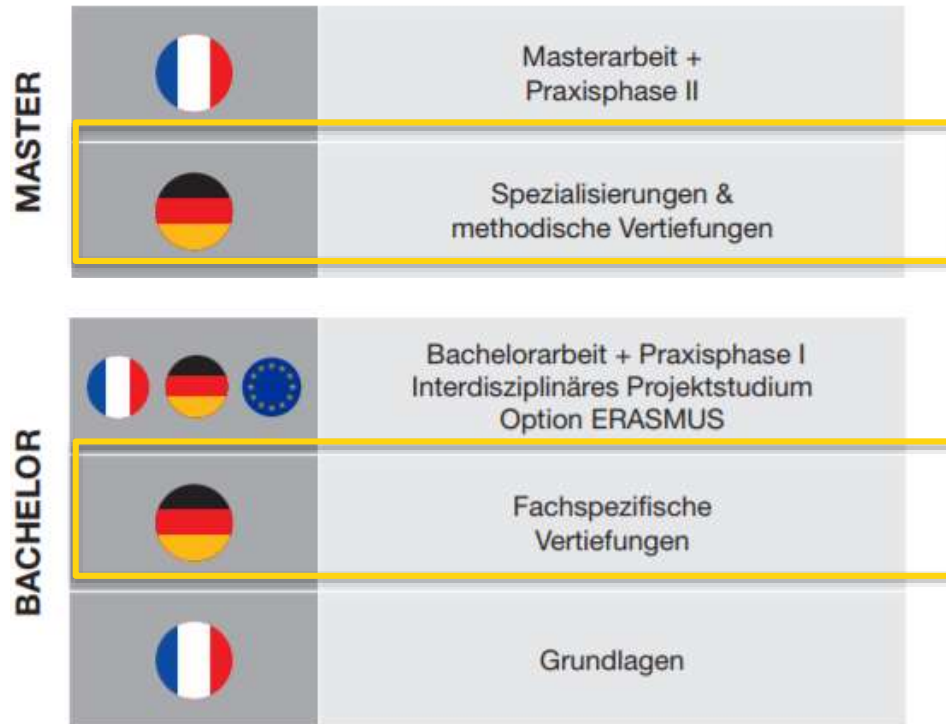 MASTER
Masterarbeit +
Praxisphase II
Spezialisierungen &
methodische Vertiefungen
BACHELOR
Bachelorarbeit + Praxisphase I
Interdisziplinäres Projektstudium
Option ERASMUS
Fachspezifische
Vertiefungen
Grundlagen